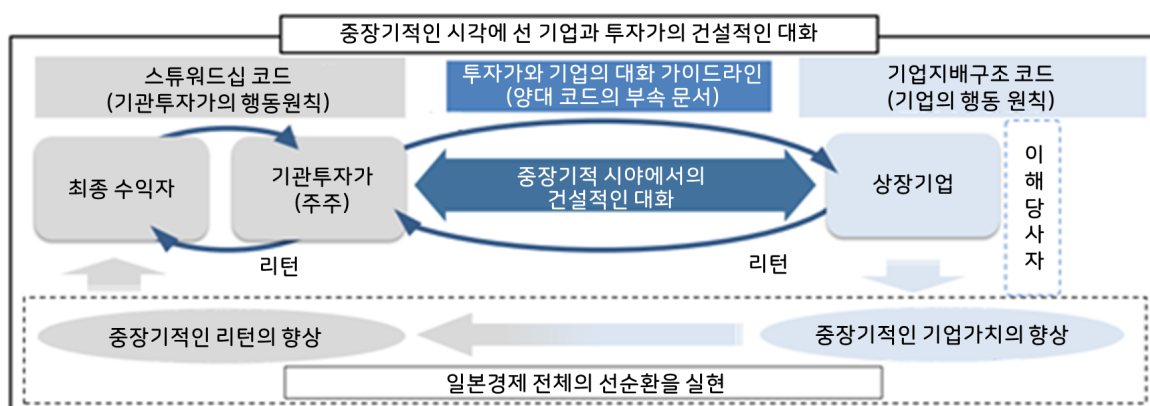 중장기적인 시각에 선 기업과 투자가의 건설적인 대화
스튜워드십 코드
(기관투자가의 행동원칙)
투자가와 기업의 대화 가이드라인
(양대 코드의 부속 문서)
기업지배구조 코드
(기업의 행동 원칙)
최종 수익자
기관투자가
(주주)
중장기적 시야에서의
건설적인 대화
상장기업
이
해
당
사
자
리턴
리턴
중장기적인 리턴의 향상
중장기적인 기업가치의 향상
일본경제 전체의 선순환을 실현